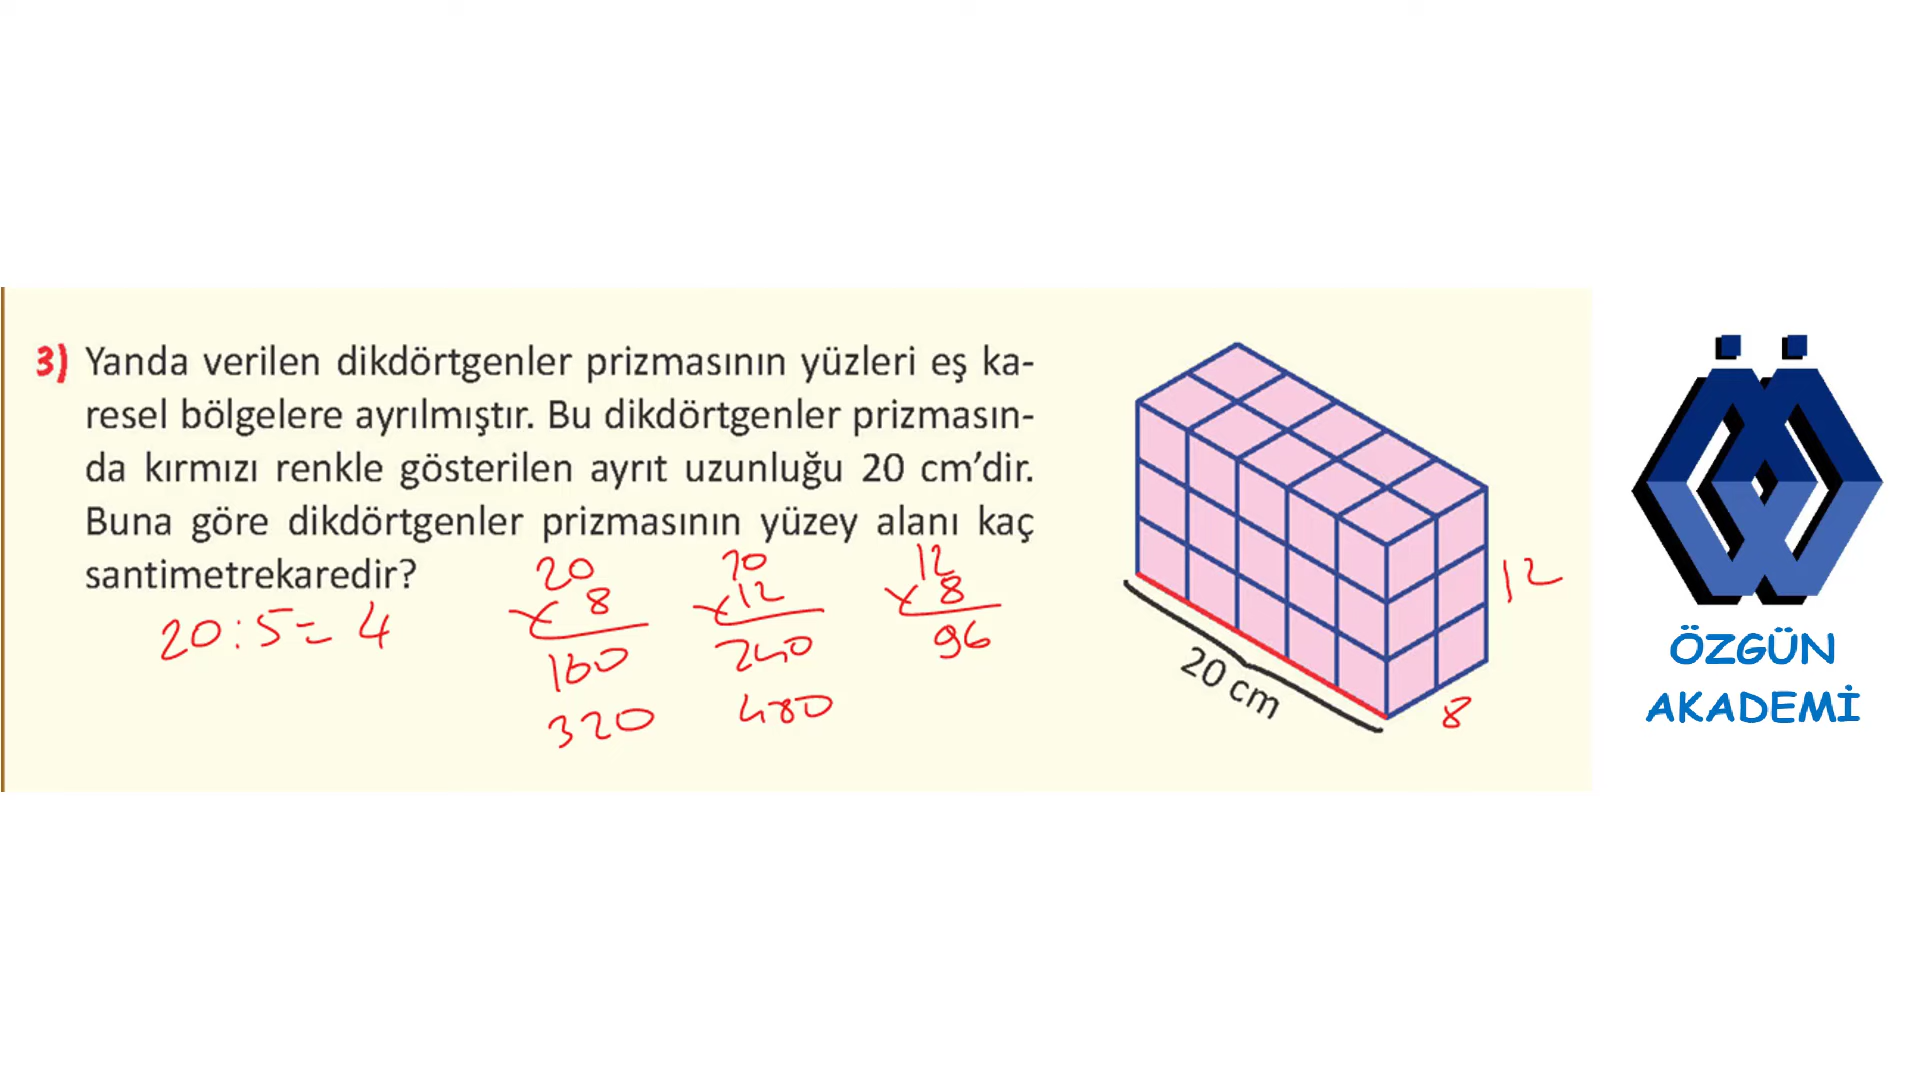 3) Yanda verilen dikdörtgenler prizmasının yüzleri eş ka-
resel bölgelere ayrılmıştır. Bu dikdörtgenler prizmasın-
da kırmızı renkle gösterilen ayrıt uzunluğu 20 cm’dir.
Buna göre dikdörtgenler prizmasının yüzey alanı kaç
santimetrekaredir?
20:5=4
20
x 8
160
320
20
x 12
240
480
12
x 8
96
20 cm
12
8
ÖZGÜN
AKADEMİ